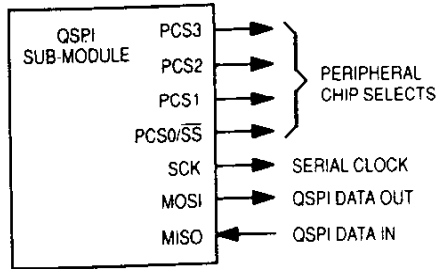 QSPI
SUB-MODULE
PCS3
PCS2
PCS1
PCS0/SS
SCK
MOSI
MISO
PERIPHERAL
CHIP SELECTS
SERIAL CLOCK
QSPI DATA OUT
QSPI DATA IN